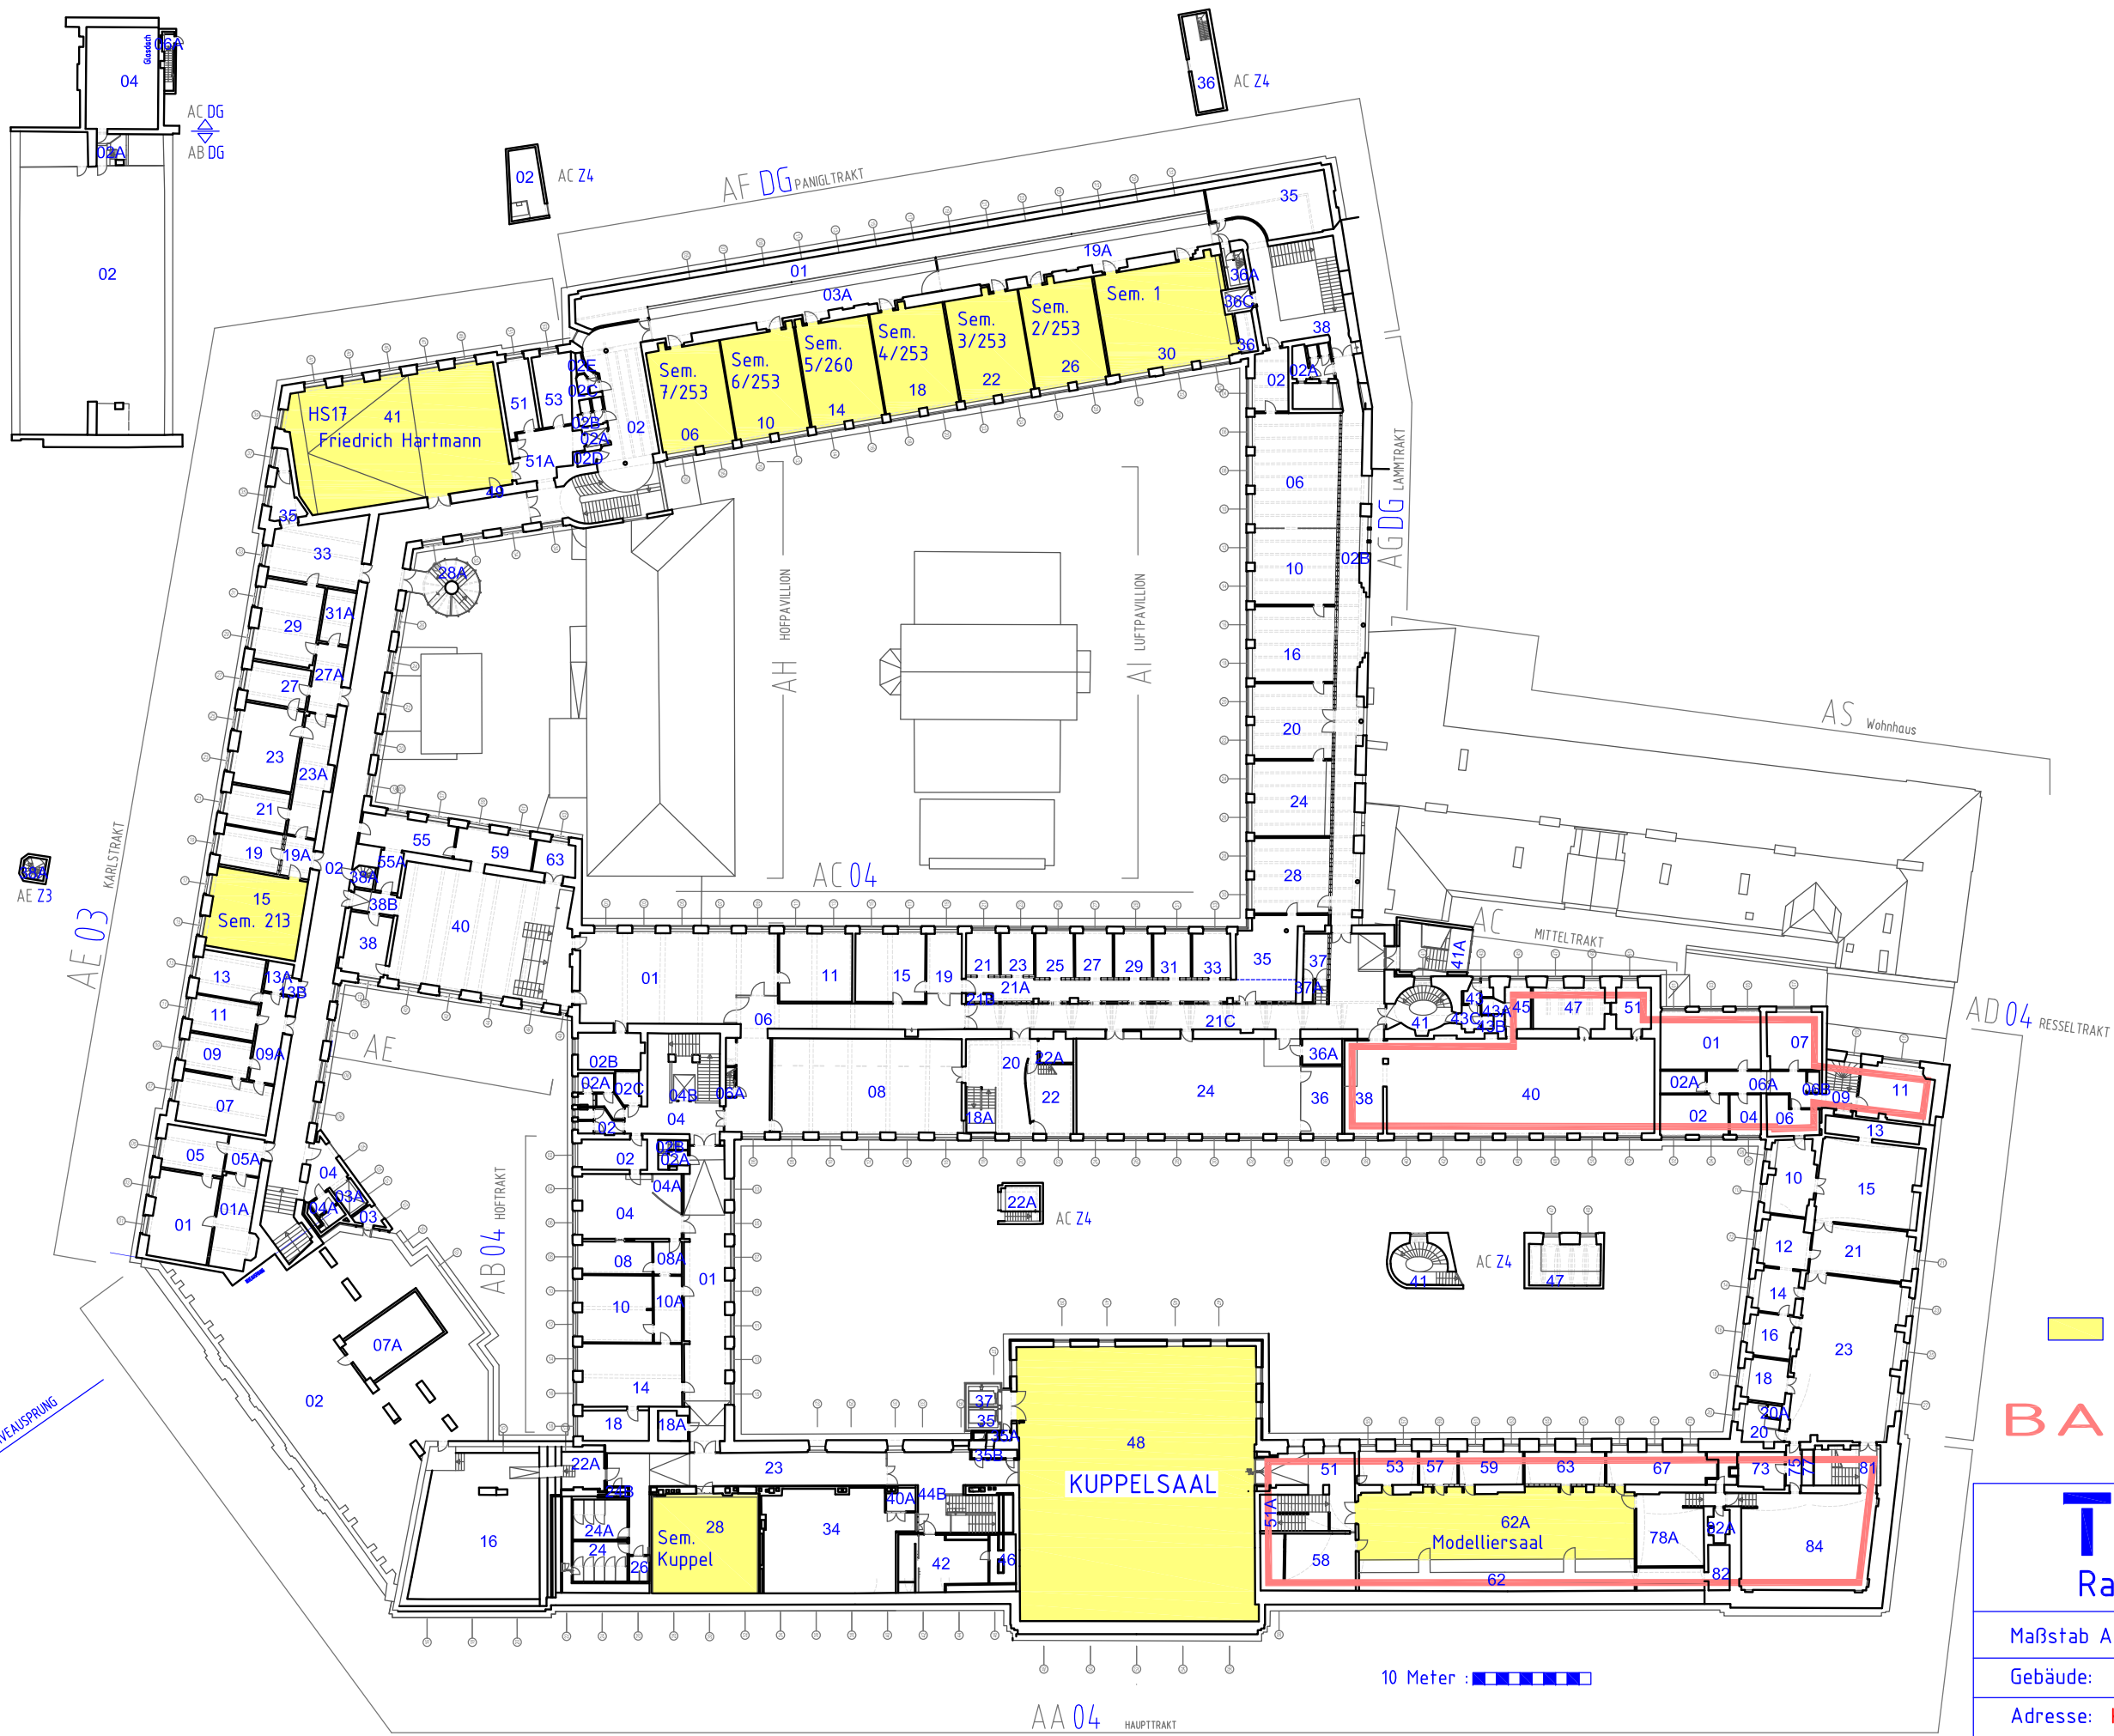 04
Glasdach
06A
AC DG
AB DG
02A
02
36
AC Z4
02
AC Z4
AF DG PANIGLTRAKT
35
01
19A
03A
36A
36C
36
38
Sem. 1
30
Sem.
2/253
26
Sem.
3/253
22
Sem.
4/253
18
Sem.
5/260
14
Sem.
6/253
10
Sem.
7/253
06
02
02E
02C
02B
02A
02D
51
53
51A
49
HS17
41
Friedrich Hartmann
35
33
28A
31A
29
27A
27
23
23A
21
19
19A
02
15
Sem. 213
13
13A
13B
11
09
09A
07
05
05A
01
01A
04
04A
03A
03
55
55A
59
63
38A
38B
38
40
38A
AE Z3
AE 03
KARLSTRAKT
AE
AH HOFPAVILLION
AI LUFTPAVILLION
02
02A
06
02B
10
16
20
24
28
AG DG LAMMTRAKT
AS Wohnhaus
AC 04
AC MITTELTRAKT
AD 04 RESSELTRAKT
01
11
15
19
21
23
25
27
29
31
33
35
37
37A
21A
21B
21C
41A
41
43
43A
43B
43C
45
47
51
06
02B
02A
02C
02
04B
04
06A
08
20
22A
18A
22
24
36A
36
38
40
01
07
02A
06A
06B
02
04
06
09
11
13
10
15
12
21
14
16
23
18
20A
20
02B
02A
02
04A
04
08
08A
01
10
10A
14
18
18A
AB 04 HOFTRAKT
22A
AC Z4
41
AC Z4
47
07A
02
16
22A
24B
24A
24
26
Sem.
Kuppel
28
23
34
40A
44B
42
46
37
35
35A
35B
48
KUPPELSAAL
51
51A
53
57
59
63
67
73
75
77
81
58
62A
Modelliersaal
62
78A
82A
82
84
BA
10 Meter :
AA 04 HAUPTTRAKT
T
Ra
Maßstab A
Gebäude:
Adresse: